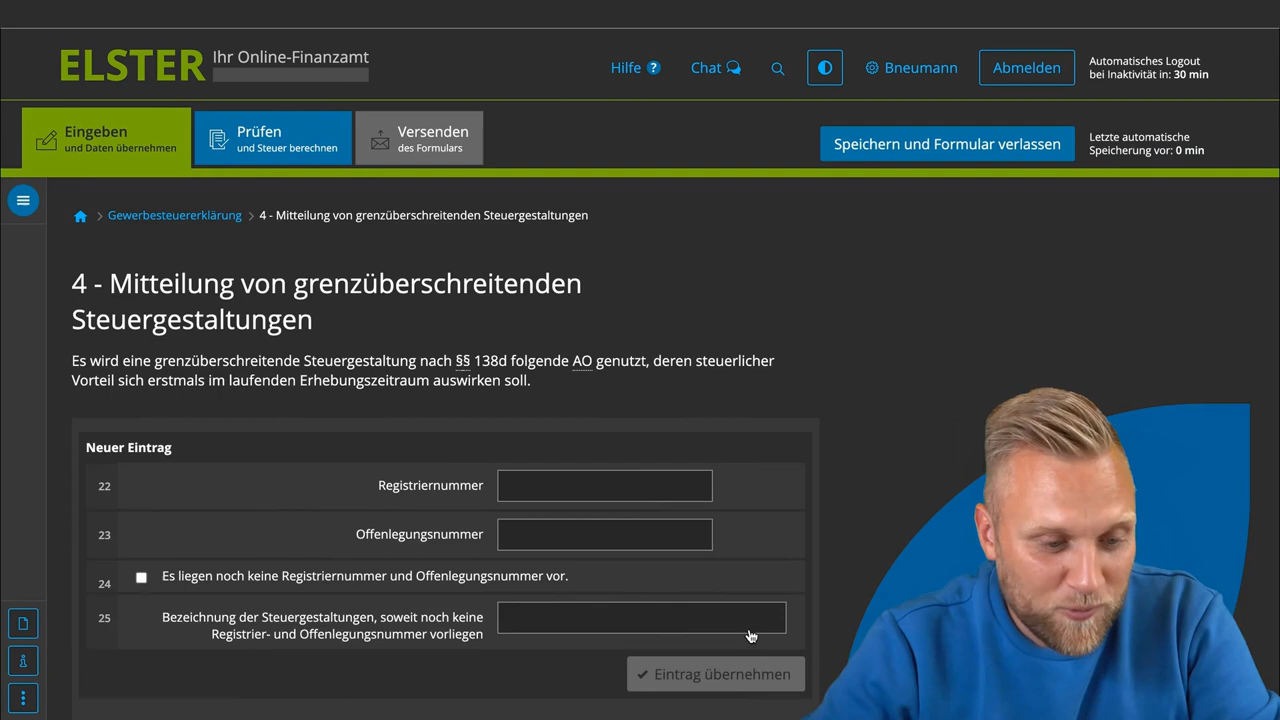 ELSTER Ihr Online-Finanzamt
Hilfe ?
Chat
Bneumann
Abmelden
Automatisches Logout
bei Inaktivität in: 30 min
Eingeben
und Daten übernehmen
Prüfen
und Steuer berechnen
Versenden
des Formulars
Speichern und Formular verlassen
Letzte automatische
Speicherung vor: 0 min
Gewerbesteuererklärung > 4 - Mitteilung von grenzüberschreitenden Steuergestaltungen
4 - Mitteilung von grenzüberschreitenden
Steuergestaltungen
Es wird eine grenzüberschreitende Steuergestaltung nach §§ 138d folgende AO genutzt, deren steuerlicher
Vorteil sich erstmals im laufenden Erhebungszeitraum auswirken soll.
Neuer Eintrag
22 Registriernummer
23 Offenlegungsnummer
24 Es liegen noch keine Registriernummer und Offenlegungsnummer vor.
25 Bezeichnung der Steuergestaltungen, soweit noch keine
Registrier- und Offenlegungsnummer vorliegen
Eintrag übernehmen